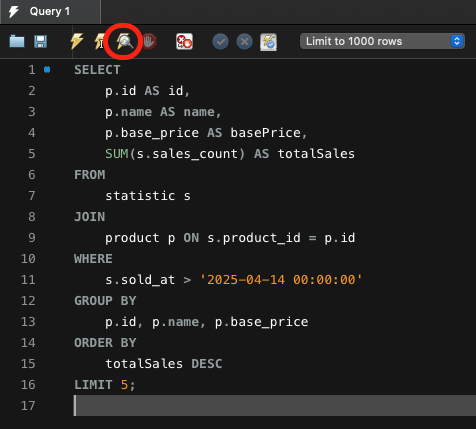 Query 1
Limit to 1000 rows
1 SELECT
2 p.id AS id,
3 p.name AS name,
4 p.base_price AS basePrice,
5 SUM(s.sales_count) AS totalSales
6 FROM
7 statistic s
8 JOIN
9 product p ON s.product_id = p.id
10 WHERE
11 s.sold_at > '2025-04-14 00:00:00'
12 GROUP BY
13 p.id, p.name, p.base_price
14 ORDER BY
15 totalSales DESC
16 LIMIT 5;
17